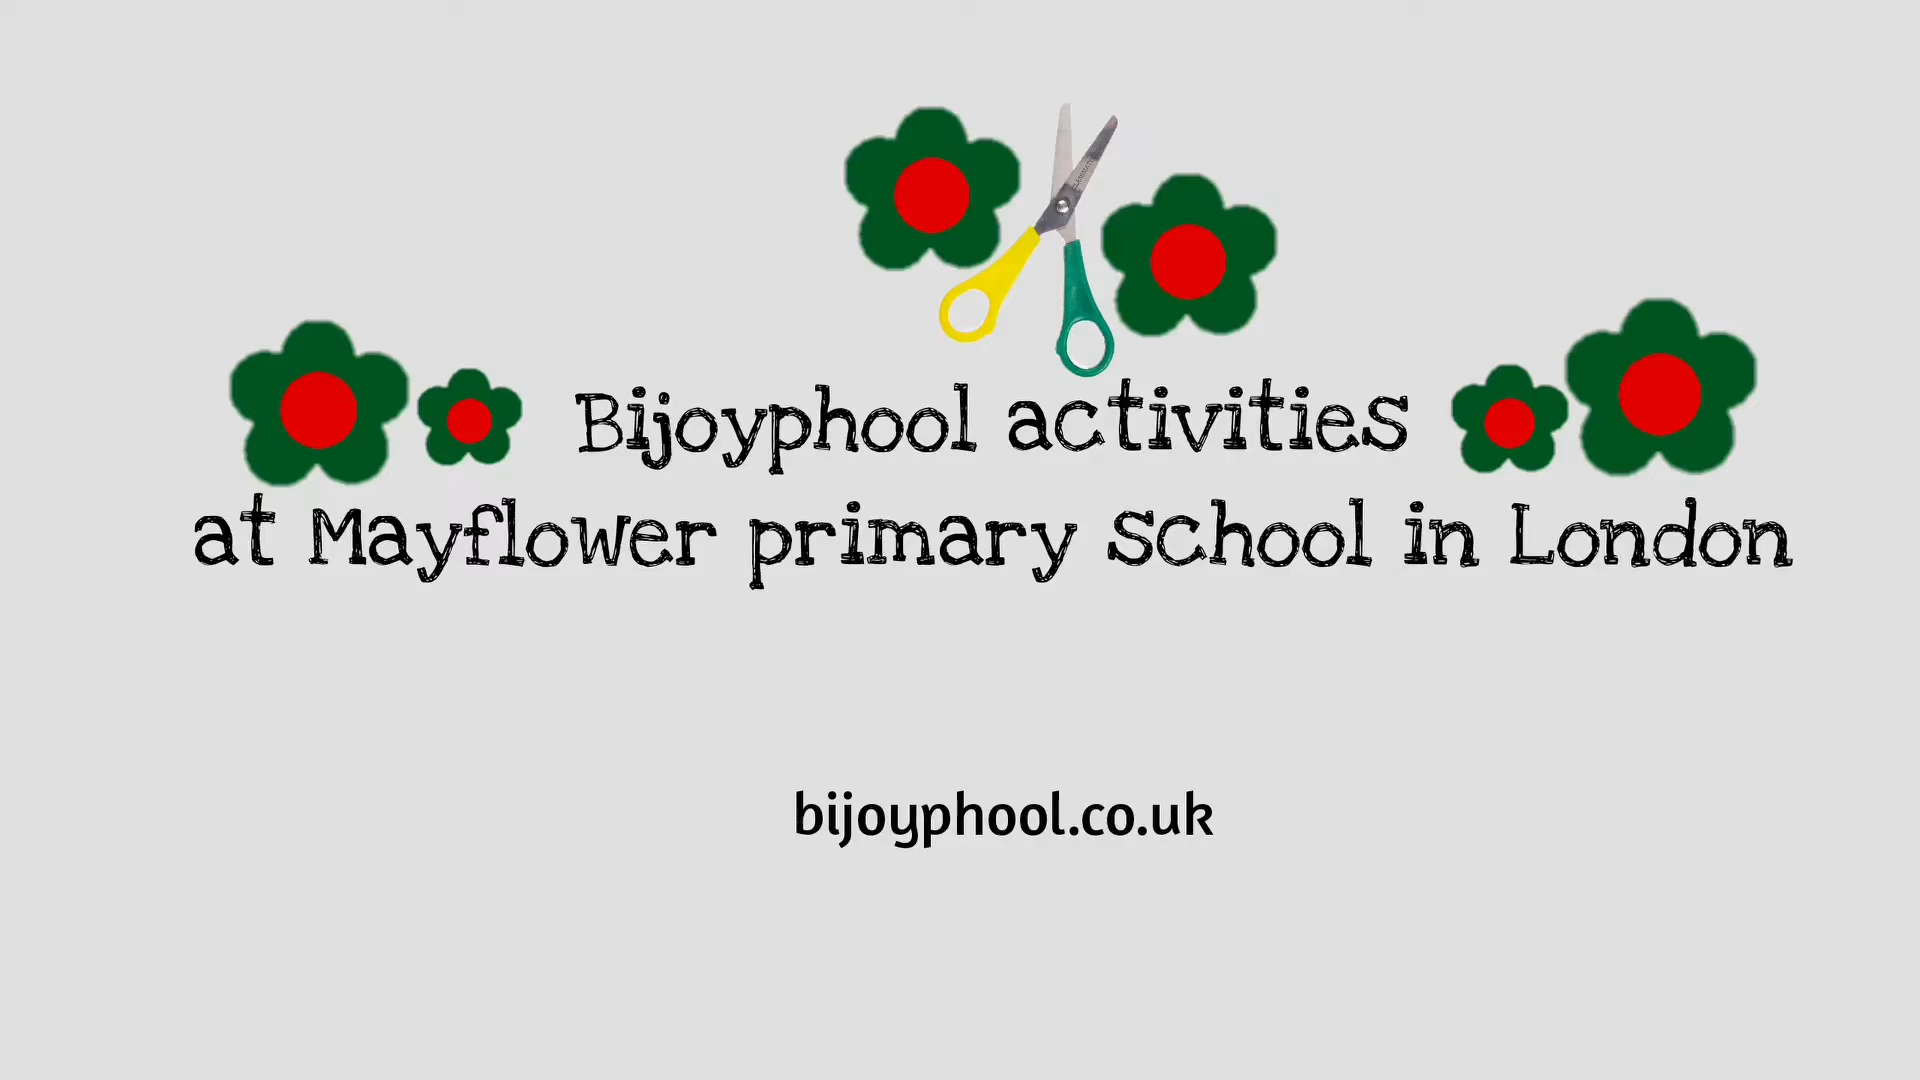 Bijoyphool activities
at Mayflower primary school in London
bijoyphool.co.uk